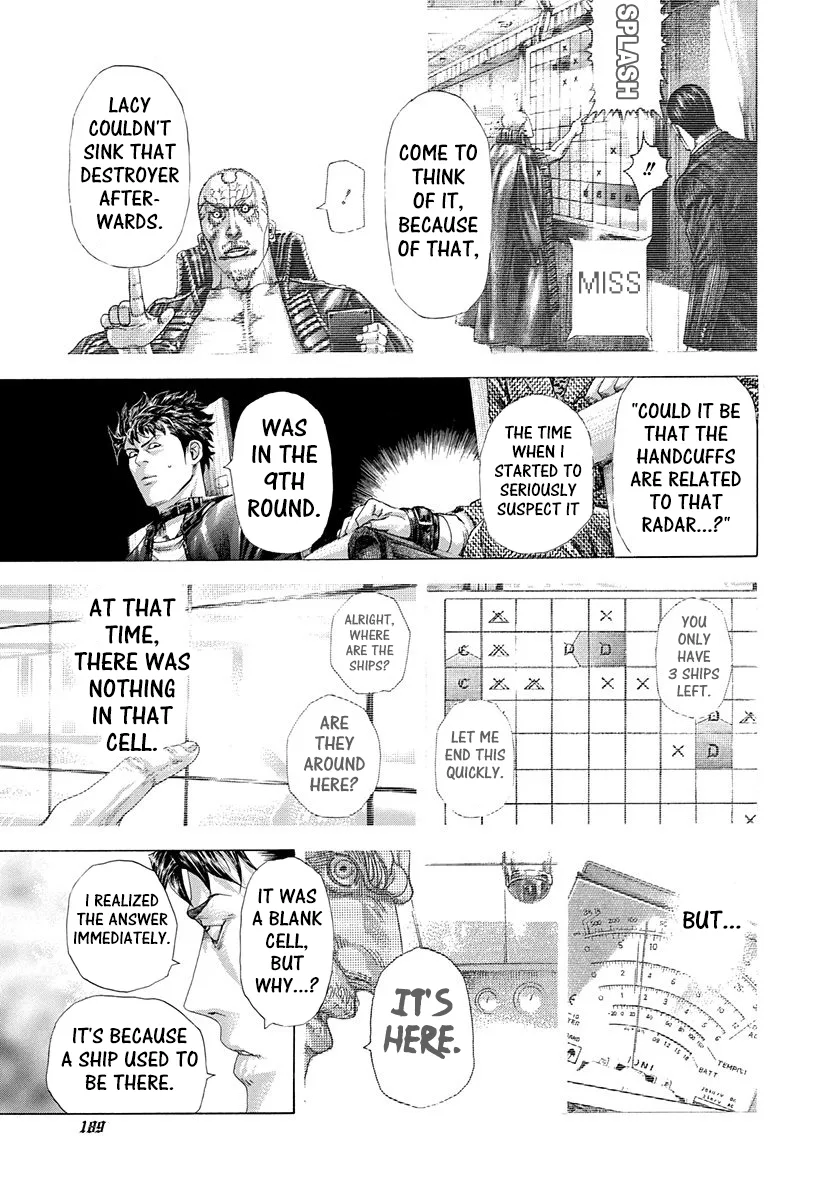 SPLASH
!!
MISS
COME TO
THINK
OF IT,
BECAUSE
OF THAT,
!
LACY
COULDN'T
SINK THAT
DESTROYER
AFTER-
WARDS.
"COULD IT BE
THAT THE
HANDCUFFS
ARE RELATED
TO THAT
RADAR...?"
THE TIME
WHEN I
STARTED TO
SERIOUSLY
SUSPECT IT
WAS
IN THE
9TH
ROUND.
YOU
ONLY
HAVE
3 SHIPS
LEFT.
LET ME
END THIS
QUICKLY.
C
D
D
C
D
D
ALRIGHT,
WHERE
ARE THE
SHIPS?
ARE
THEY
AROUND
HERE?
AT THAT
TIME,
THERE WAS
NOTHING
IN THAT
CELL.
BUT...
BATT
IT'S
HERE.
IT WAS
A BLANK
CELL,
BUT
WHY...?
I REALIZED
THE ANSWER
IMMEDIATELY.
IT'S BECAUSE
A SHIP USED TO
BE THERE.
189